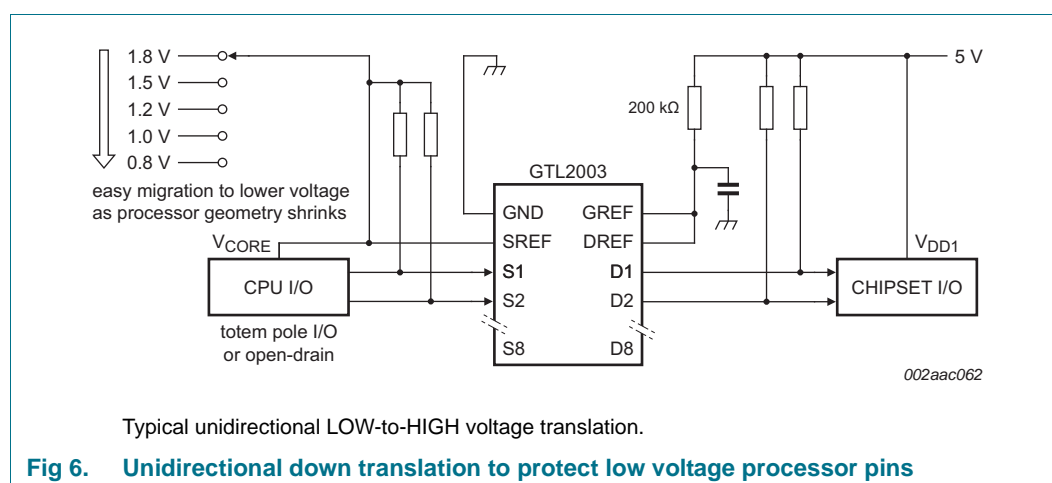 1.8 V
1.5 V
1.2 V
1.0 V
0.8 V
easy migration to lower voltage
as processor geometry shrinks
5 V
200 kΩ
GTL2003
GND
GREF
SREF
DREF
S1
D1
S2
D2
S8
D8
VCORE
CPU I/O
totem pole I/O
or open-drain
VDD1
CHIPSET I/O
002aac062
Typical unidirectional LOW-to-HIGH voltage translation.
Fig 6. Unidirectional down translation to protect low voltage processor pins